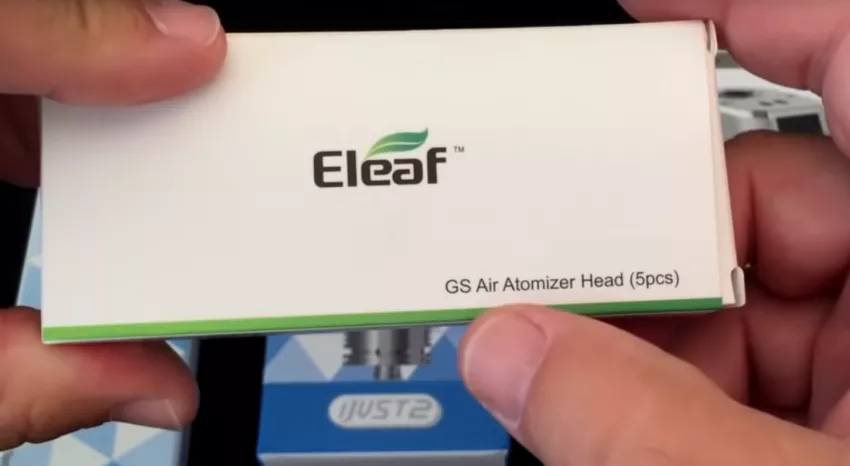 Eleaf™
GS Air Atomizer Head (5pcs)
iJUST2